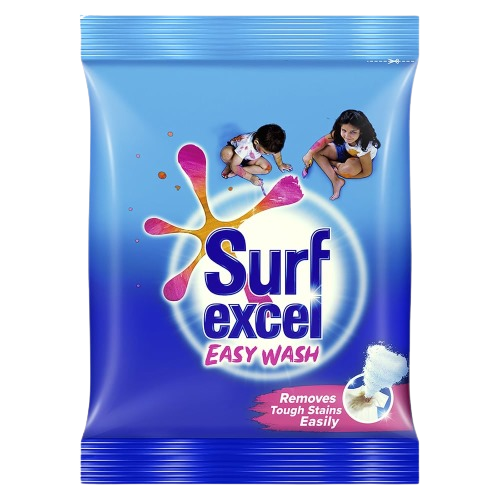 Surf
excel
EASY WASH
Removes
Tough Stains
Easily